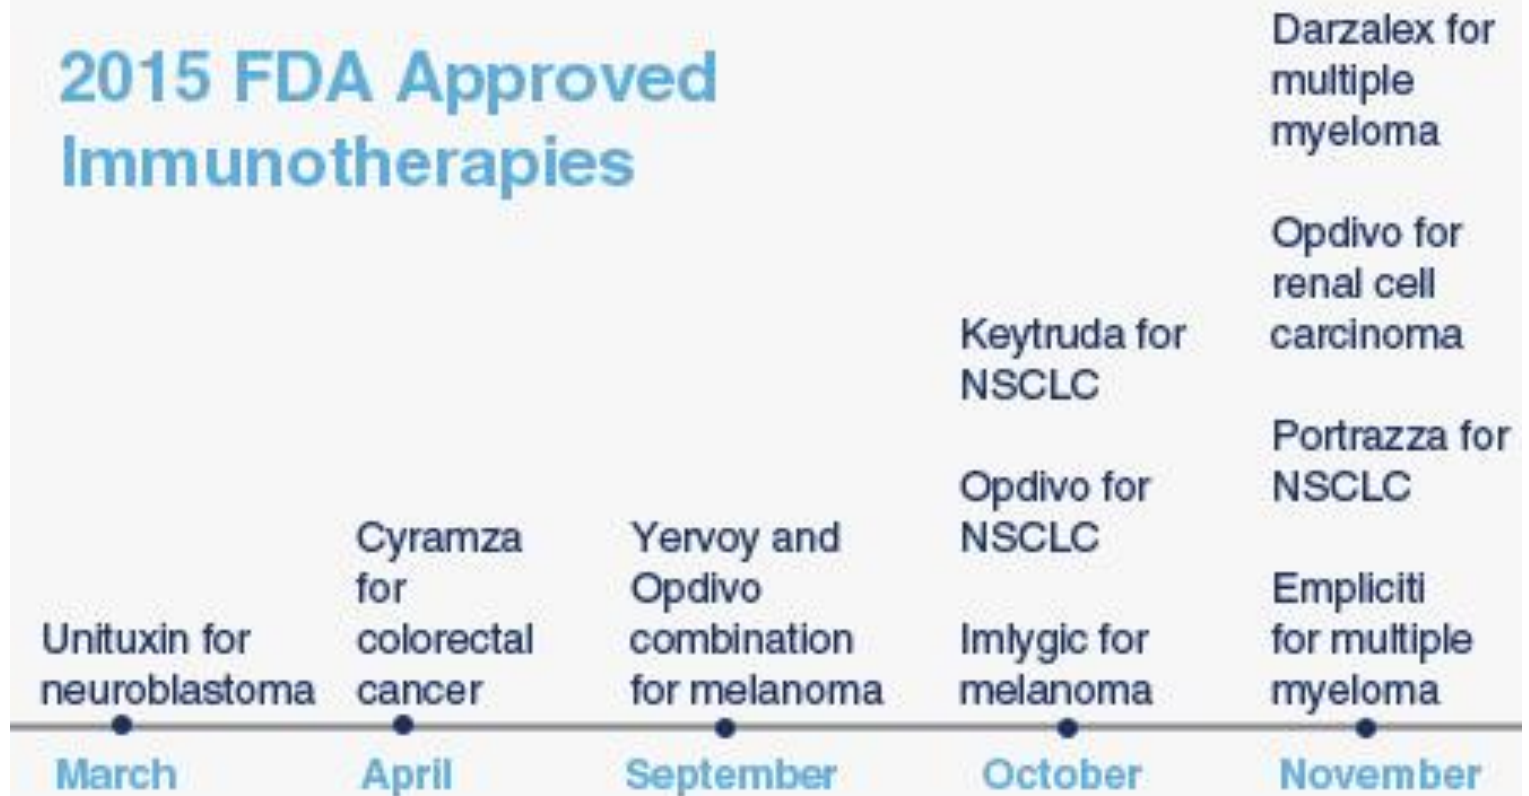 2015 FDA Approved
Immunotherapies
Unituxin for
neuroblastoma
March
Cyramza
for
colorectal
cancer
April
Yervoy and
Opdivo
combination
for melanoma
September
Keytruda for
NSCLC
Opdivo for
NSCLC
Imlygic for
melanoma
October
Darzalex for
multiple
myeloma
Opdivo for
renal cell
carcinoma
Portrazza for
NSCLC
Empliciti
for multiple
myeloma
November